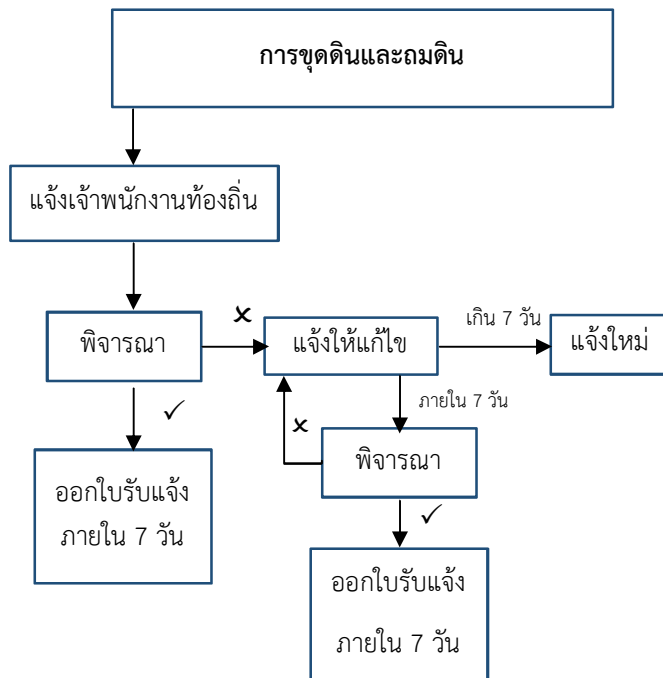 การขุดดินและถมดิน
แจ้งเจ้าพนักงานท้องถิ่น
พิจารณา
✗
แจ้งให้แก้ไข
เกิน 7 วัน
แจ้งใหม่
✓
ภายใน 7 วัน
✗
พิจารณา
ออกใบรับแจ้ง
ภายใน 7 วัน
✓
ออกใบรับแจ้ง
ภายใน 7 วัน